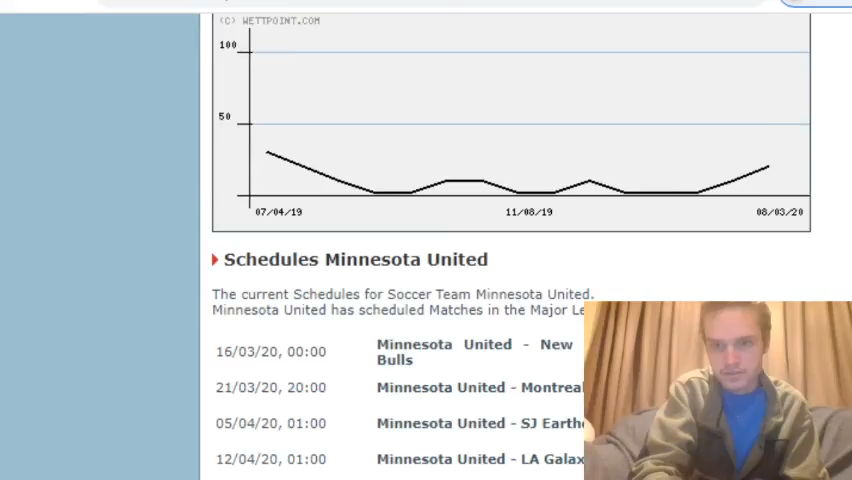 (C) WETTPOINT.COM
100
50
07/04/19 11/08/19 08/03/20
Schedules Minnesota United
The current Schedules for Soccer Team Minnesota United.
Minnesota United has scheduled Matches in the Major
16/03/20, 00:00 Minnesota United - New
Bulls
21/03/20, 20:00 Minnesota United - Montreal
05/04/20, 01:00 Minnesota United - SJ
12/04/20, 01:00 Minnesota United - LA